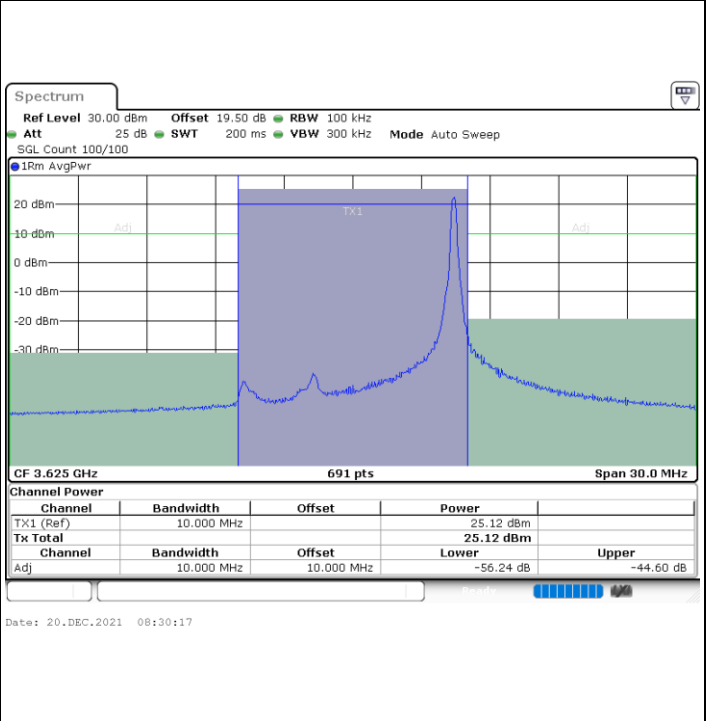 Spectrum
Ref Level 30.00 dBm Offset 19.50 dB RBW 100 kHz
Att 25 dB SWT 200 ms VBW 300 kHz Mode Auto Sweep
SGL Count 100/100
1Rm AvgPwr
20 dBm
TX1
Adj
Adj
10 dBm
0 dBm
-10 dBm
-20 dBm
-30 dBm
CF 3.625 GHz 691 pts Span 30.0 MHz
Channel Power
Channel Bandwidth Offset Power
TX1 (Ref) 10.000 MHz 25.12 dBm
Tx Total 25.12 dBm
Channel Bandwidth Offset Lower Upper
Adj 10.000 MHz 10.000 MHz -56.24 dB -44.60 dB
Ready
Date: 20.DEC.2021 08:30:17